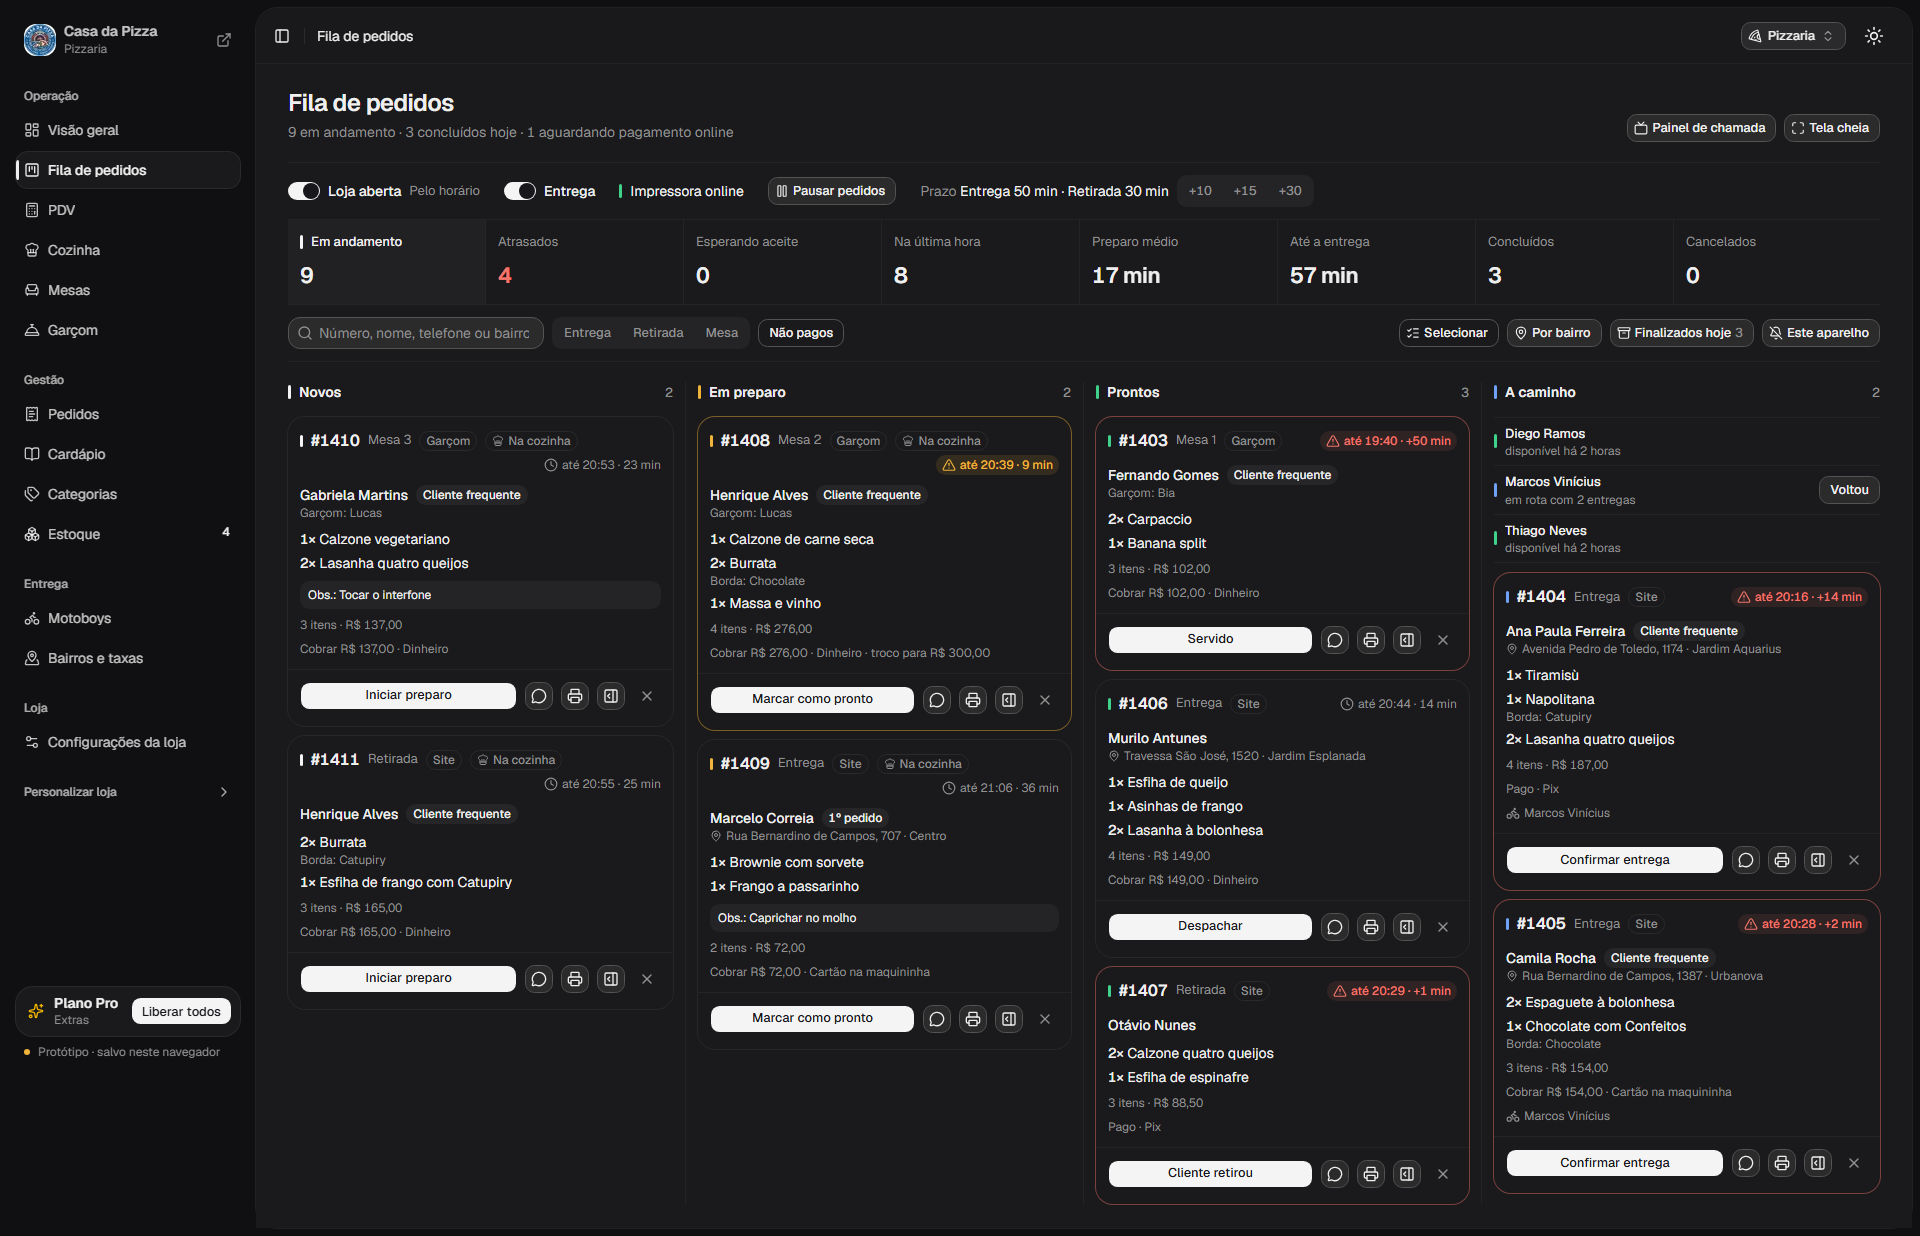 Casa da Pizza
Pizzaria
Operação
Visão geral
Fila de pedidos
PDV
Cozinha
Mesas
Garçom
Gestão
Pedidos
Cardápio
Categorias
Estoque 4
Entrega
Motoboys
Bairros e taxas
Loja
Configurações da loja
Personalizar loja
Plano Pro
Extras
Liberar todos
Protótipo · salvo neste navegador
Fila de pedidos
Pizzaria
Fila de pedidos
9 em andamento · 3 concluídos hoje · 1 aguardando pagamento online
Painel de chamada
Tela cheia
Loja aberta Pelo horário
Entrega
Impressora online
Pausar pedidos
Prazo Entrega 50 min · Retirada 30 min
+10 +15 +30
Em andamento
9
Atrasados
4
Esperando aceite
0
Na última hora
8
Preparo médio
17 min
Até a entrega
57 min
Concluídos
3
Cancelados
0
Número, nome, telefone ou bairro
Entrega Retirada Mesa
Não pagos
Selecionar
Por bairro
Finalizados hoje 3
Este aparelho
Novos 2
#1410 Mesa 3 Garçom Na cozinha
até 20:53 · 23 min
Gabriela Martins Cliente frequente
Garçom: Lucas
1× Calzone vegetariano
2× Lasanha quatro queijos
Obs.: Tocar o interfone
3 itens · R$ 137,00
Cobrar R$ 137,00 · Dinheiro
Iniciar preparo
#1411 Retirada Site Na cozinha
até 20:55 · 25 min
Henrique Alves Cliente frequente
2× Burrata
Borda: Catupiry
1× Esfiha de frango com Catupiry
3 itens · R$ 165,00
Cobrar R$ 165,00 · Dinheiro
Iniciar preparo
Em preparo 2
#1408 Mesa 2 Garçom Na cozinha
até 20:39 · 9 min
Henrique Alves Cliente frequente
Garçom: Lucas
1× Calzone de carne seca
2× Burrata
Borda: Chocolate
1× Massa e vinho
4 itens · R$ 276,00
Cobrar R$ 276,00 · Dinheiro · troco para R$ 300,00
Marcar como pronto
#1409 Entrega Site Na cozinha
até 21:06 · 36 min
Marcelo Correia 1º pedido
Rua Bernardino de Campos, 707 · Centro
1× Brownie com sorvete
1× Frango a passarinho
Obs.: Caprichar no molho
2 itens · R$ 72,00
Cobrar R$ 72,00 · Cartão na maquininha
Marcar como pronto
Prontos 3
#1403 Mesa 1 Garçom até 19:40 · +50 min
Fernando Gomes Cliente frequente
Garçom: Bia
2× Carpaccio
1× Banana split
3 itens · R$ 102,00
Cobrar R$ 102,00 · Dinheiro
Servido
#1406 Entrega Site até 20:44 · 14 min
Murilo Antunes
Travessa São José, 1520 · Jardim Esplanada
1× Esfiha de queijo
1× Asinhas de frango
2× Lasanha à bolonhesa
4 itens · R$ 149,00
Cobrar R$ 149,00 · Dinheiro
Despachar
#1407 Retirada Site até 20:29 · +1 min
Otávio Nunes
2× Calzone quatro queijos
1× Esfiha de espinafre
3 itens · R$ 88,50
Pago · Pix
Cliente retirou
A caminho 2
Diego Ramos
disponível há 2 horas
Marcos Vinícius
em rota com 2 entregas
Voltou
Thiago Neves
disponível há 2 horas
#1404 Entrega Site até 20:16 · +14 min
Ana Paula Ferreira Cliente frequente
Avenida Pedro de Toledo, 1174 · Jardim Aquarius
1× Tiramisù
1× Napolitana
Borda: Catupiry
2× Lasanha quatro queijos
4 itens · R$ 187,00
Pago · Pix
Marcos Vinícius
Confirmar entrega
#1405 Entrega Site até 20:28 · +2 min
Camila Rocha Cliente frequente
Rua Bernardino de Campos, 1387 · Urbanova
2× Espaguete à bolonhesa
1× Chocolate com Confeitos
Borda: Chocolate
3 itens · R$ 154,00
Cobrar R$ 154,00 · Cartão na maquininha
Marcos Vinícius
Confirmar entrega